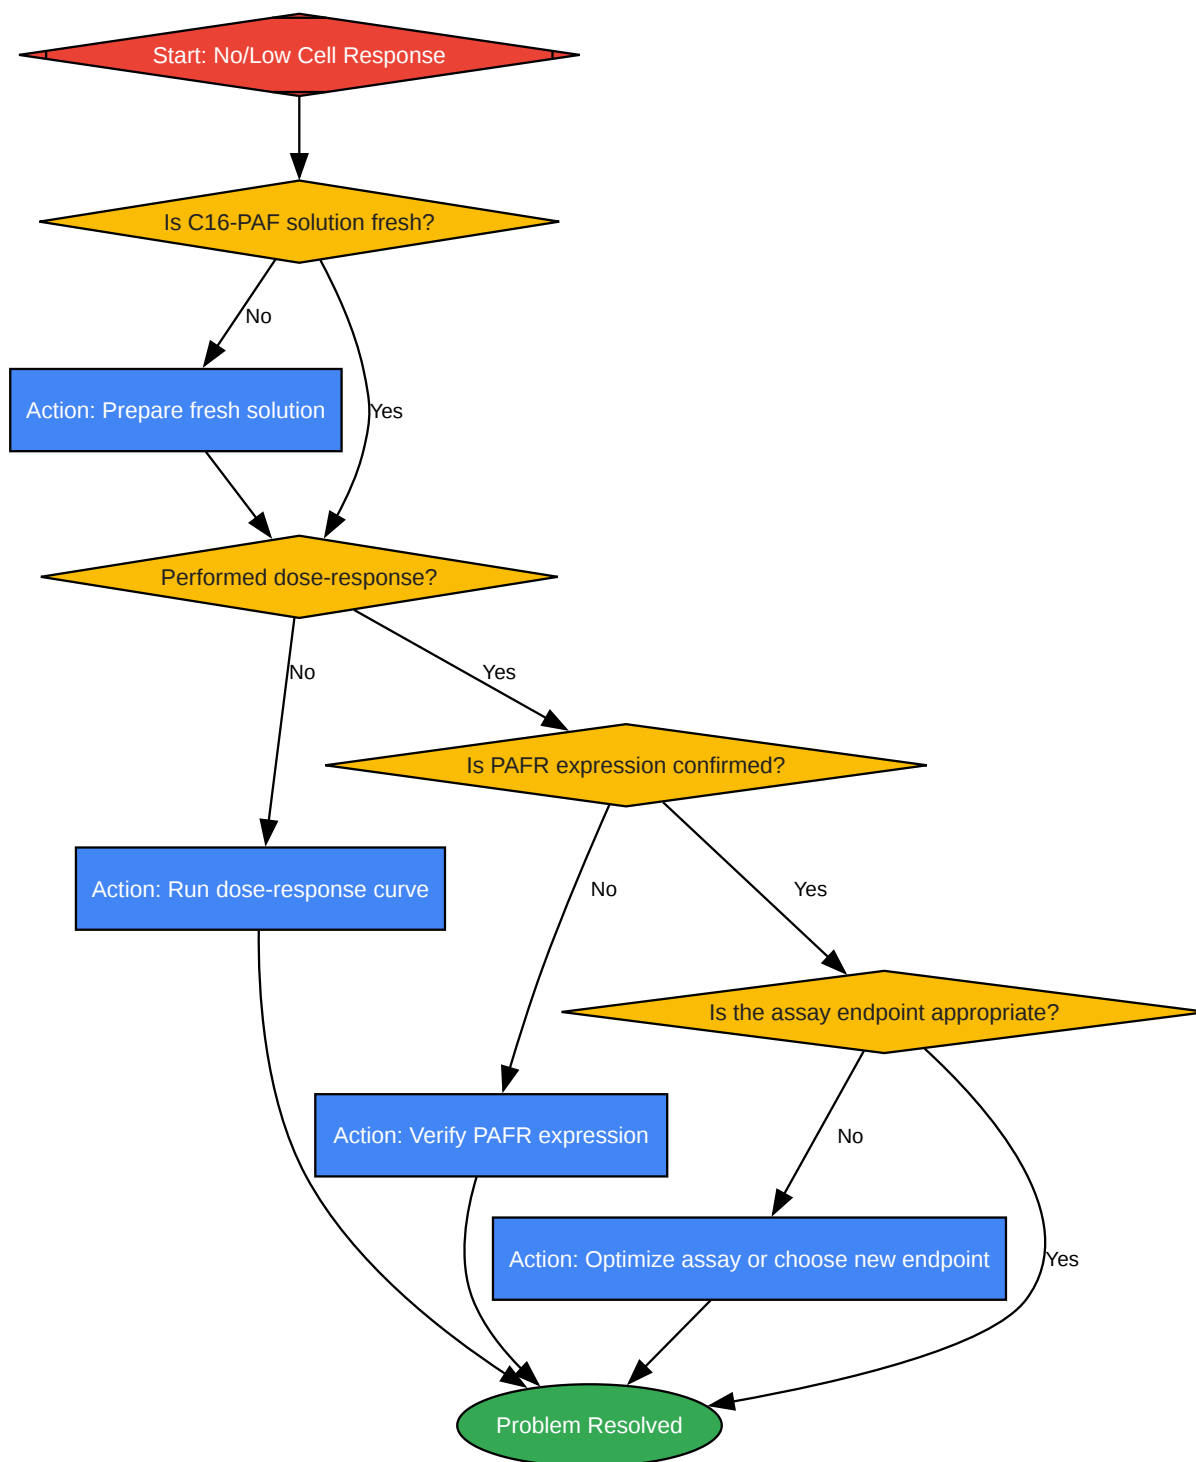 Start: No/Low Cell Response
Is C16-PAF solution fresh?
No
Action: Prepare fresh solution
Yes
Performed dose-response?
No
Yes
Is PAFR expression confirmed?
Action: Run dose-response curve
No
Yes
Is the assay endpoint appropriate?
Action: Verify PAFR expression
No
Action: Optimize assay or choose new endpoint
Yes
Problem Resolved